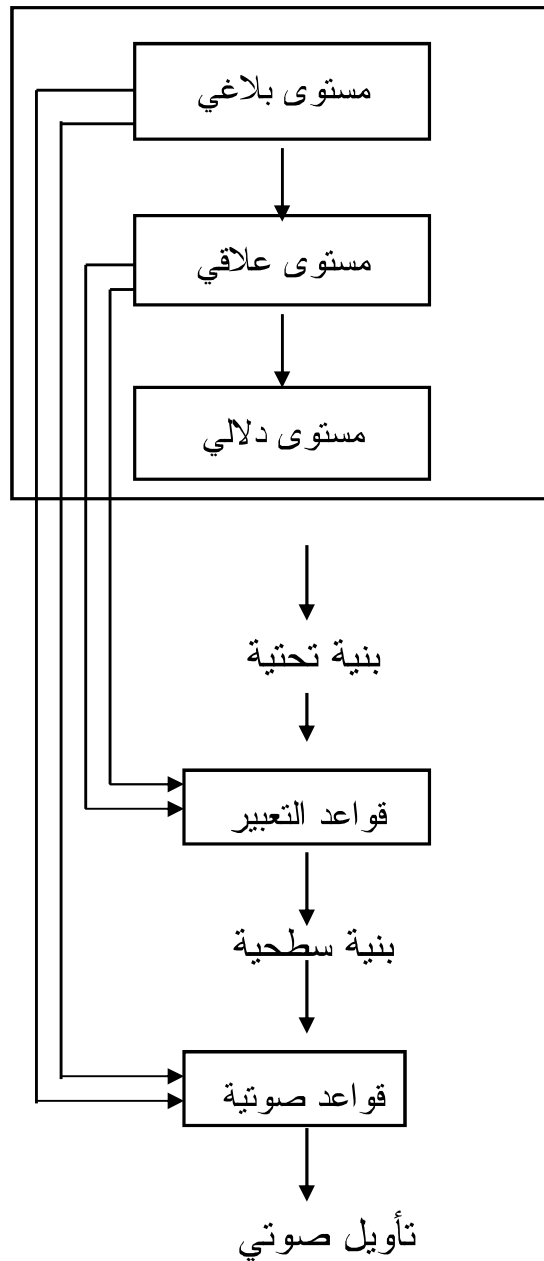 مستوى بلاغي
مستوى علاقي
مستوى دلالي
بنية تحتية
قواعد التعبير
بنية سطحية
قواعد صوتية
تأويل صوتي